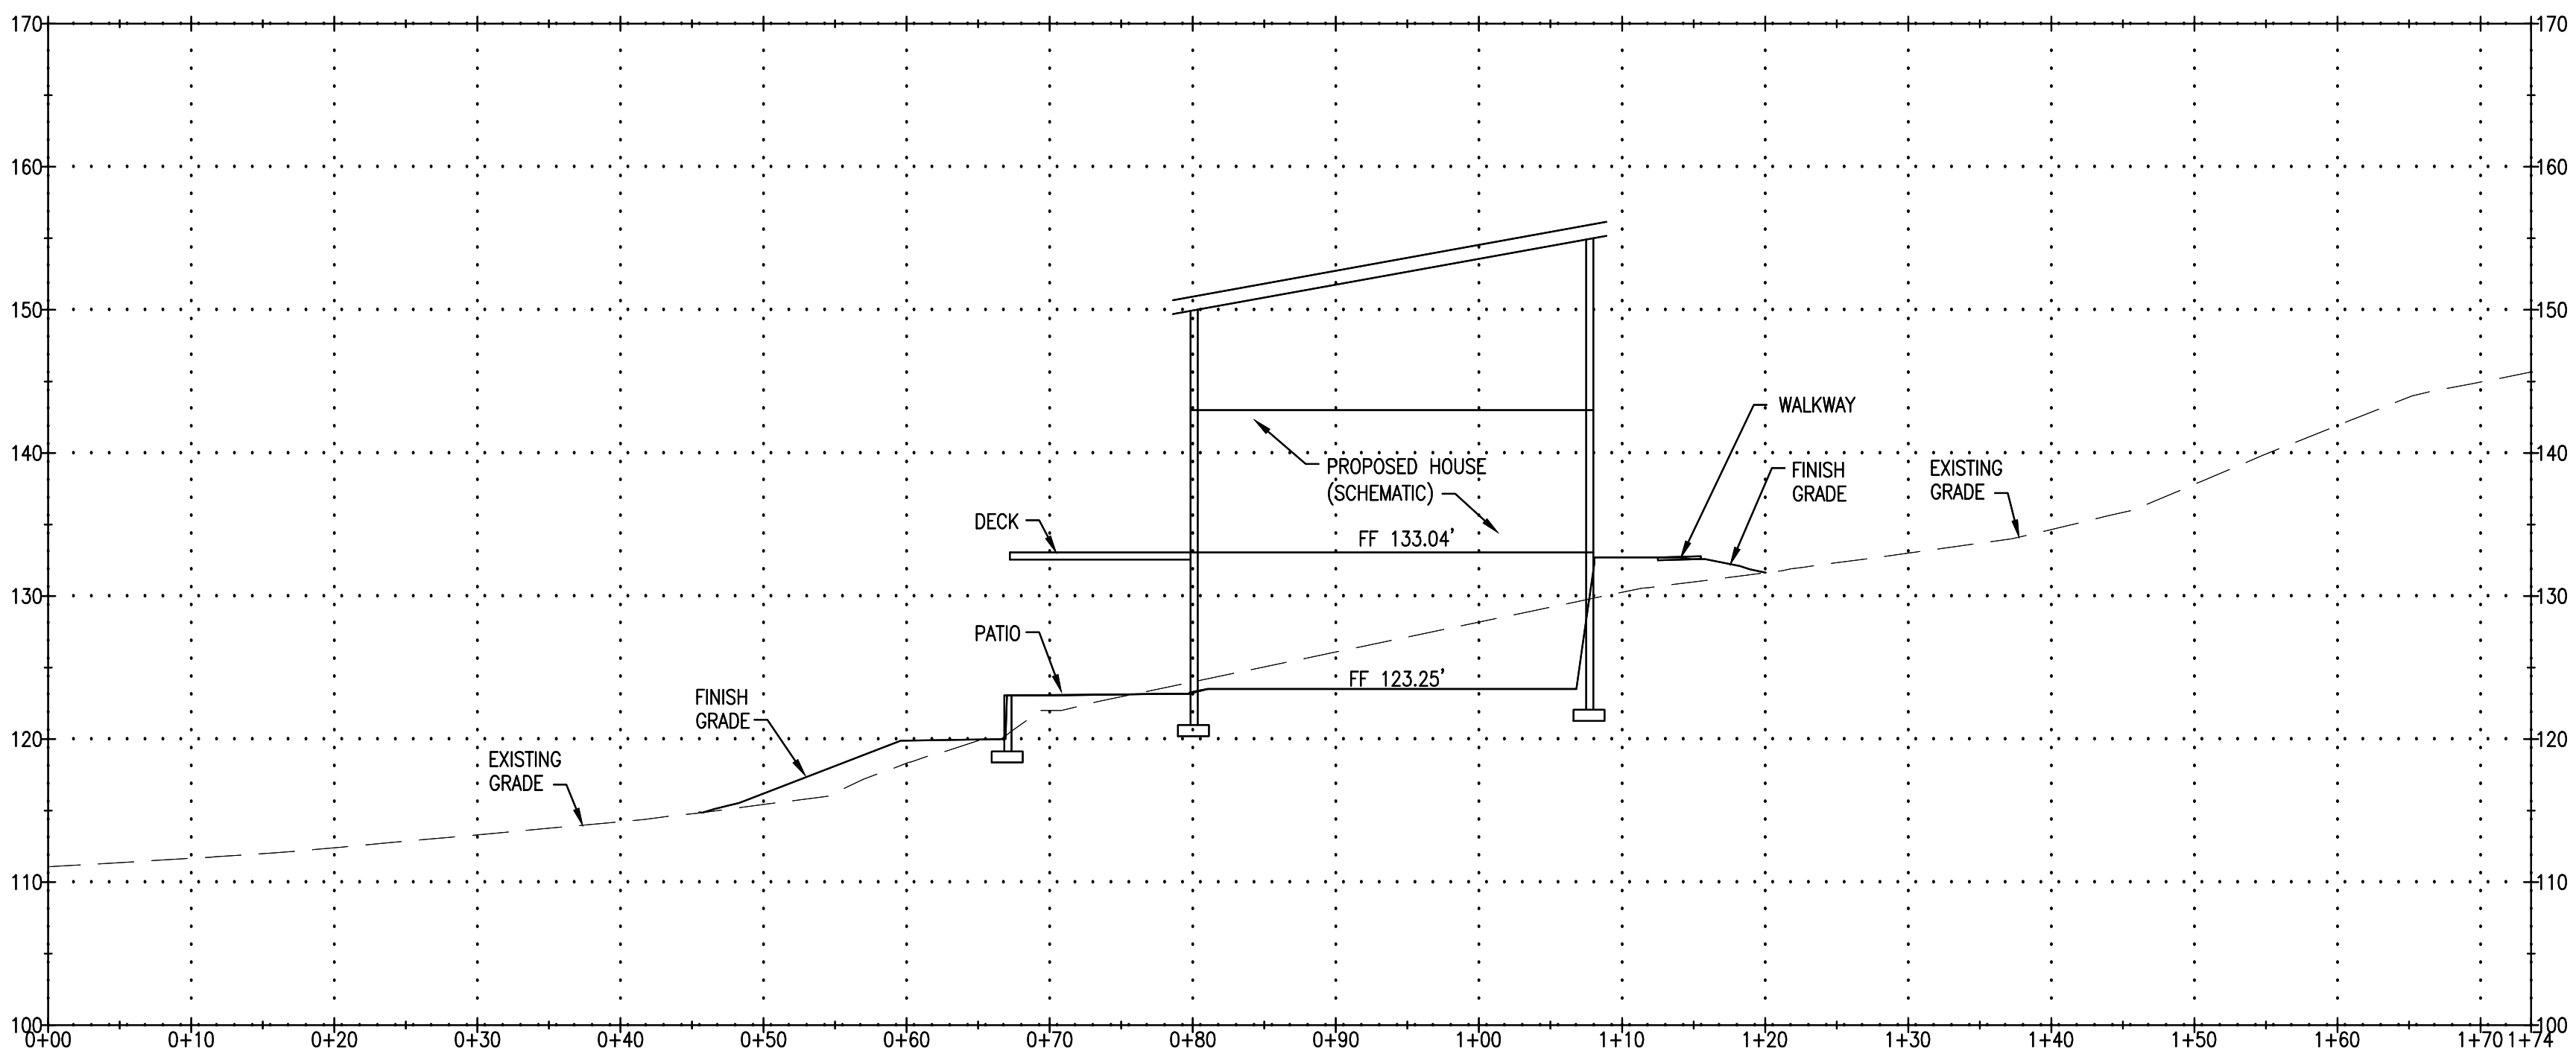 170 170
160 160
150 150
WALKWAY
140 PROPOSED HOUSE FINISH EXISTING 140
(SCHEMATIC) GRADE GRADE
DECK
FF 133.04'
130 130
PATIO
FF 123.25'
FINISH
GRADE
120 120
EXISTING
GRADE
110 110
100 100
0+00 0+10 0+20 0+30 0+40 0+50 0+60 0+70 0+80 0+90 1+00 1+10 1+20 1+30 1+40 1+50 1+60 1+70 1+74